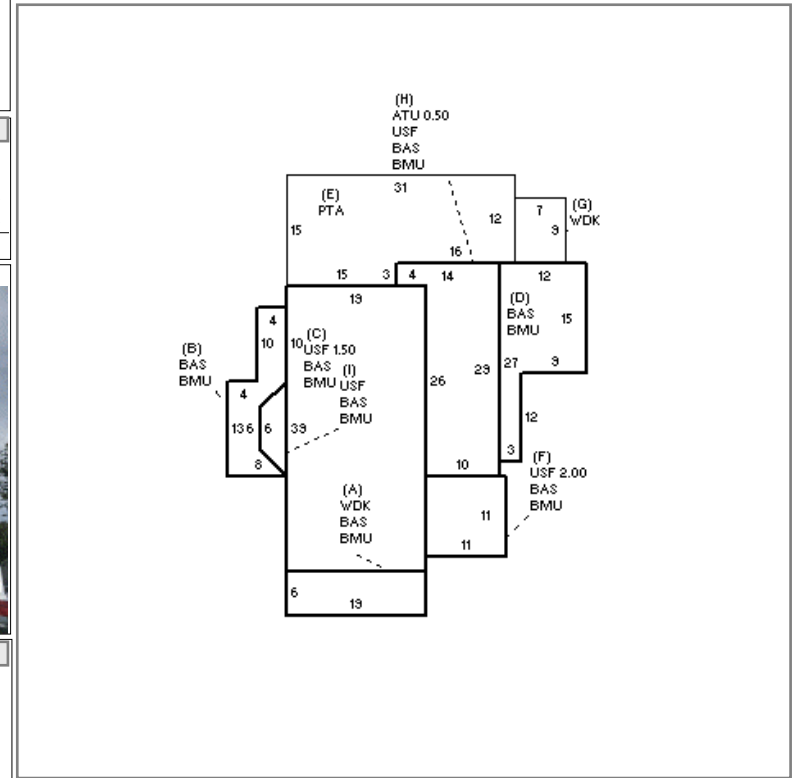 (H)
ATU 0.50
USF
BAS
BMU
31
(E)
PTA
7
(G)
WDK
12
9
15
16
15 3 4 14 12
19
(D)
BAS
BMU
15
4
10
10
(C)
USF 1.50
BAS
BMU
(B)
BAS
BMU
(I)
USF
BAS
BMU
29
27
9
26
4
13
6
6
39
12
3
8
10
(F)
USF 2.00
BAS
BMU
(A)
WDK
BAS
BMU
11
11
6
19